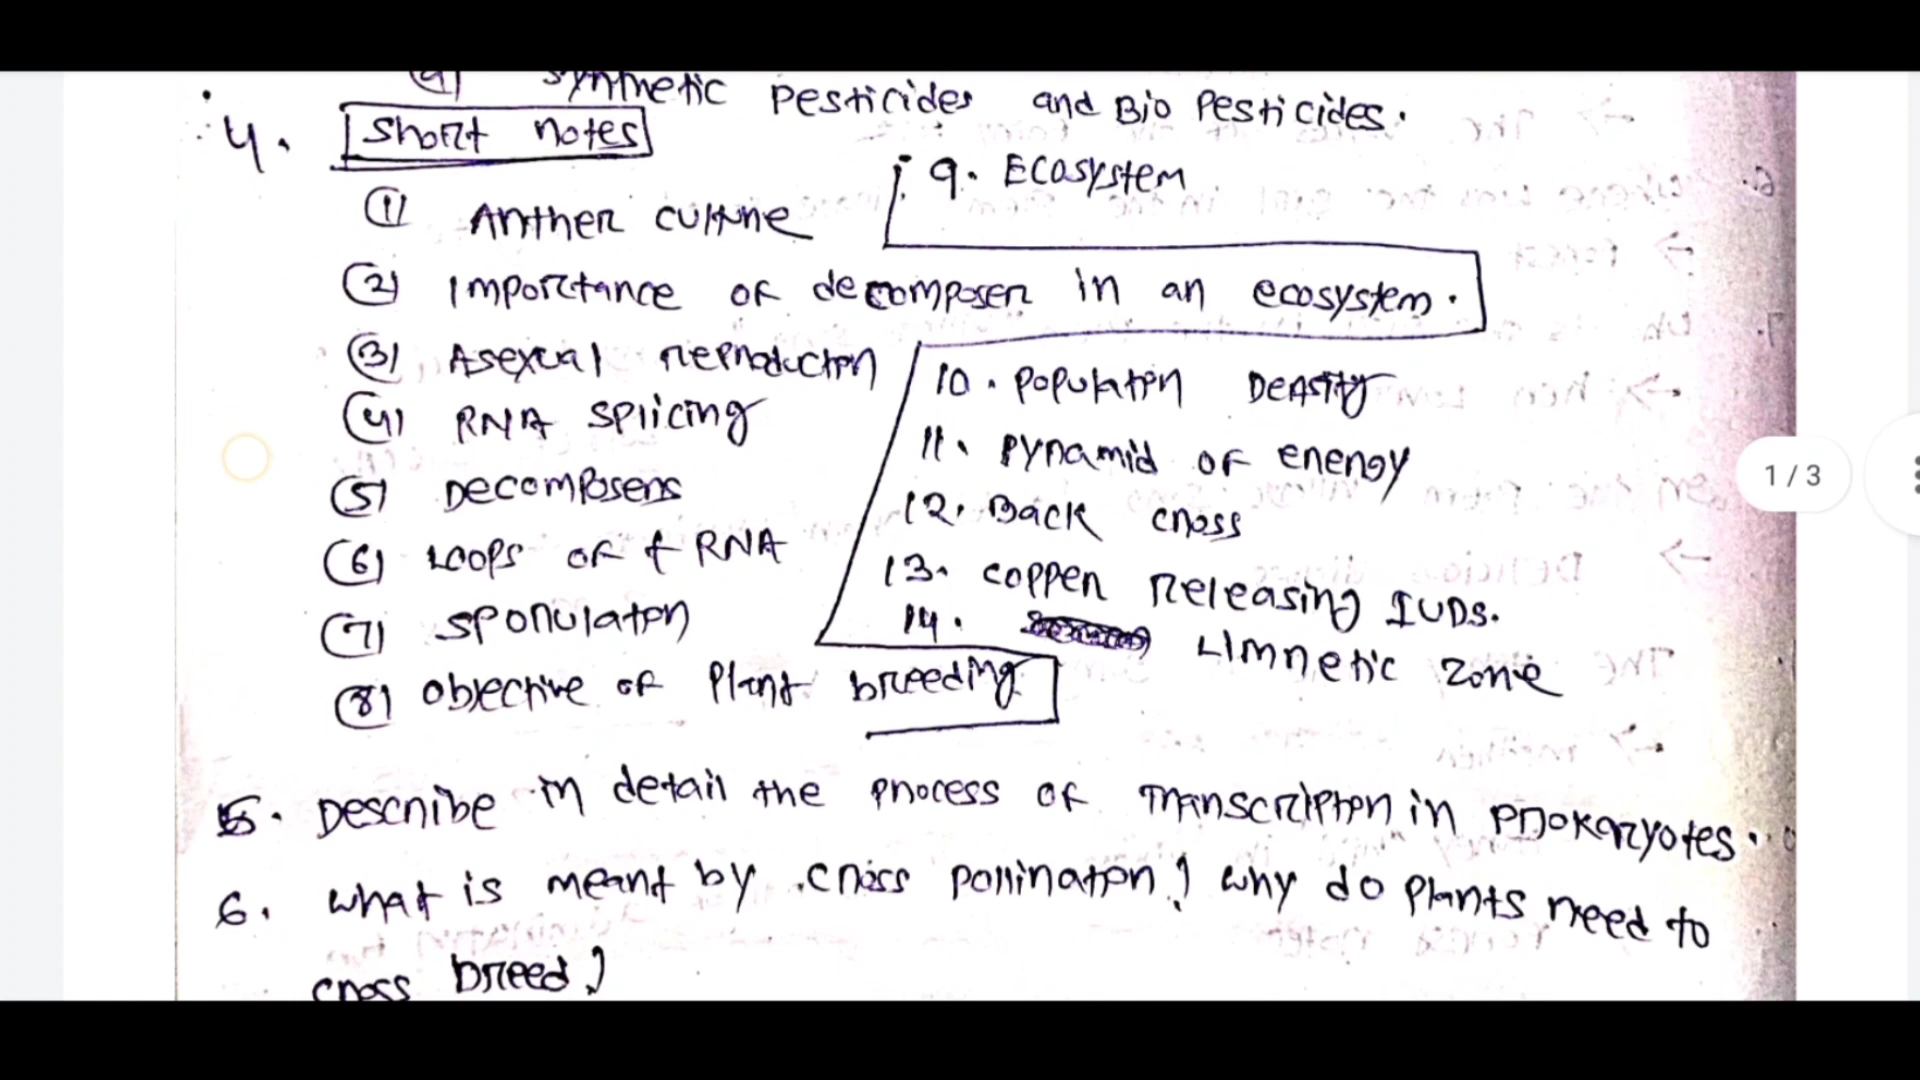 (4) Synthetic Pesticides and Bio Pesticides.
4. Short notes
(1) Anther culture
(2) Importance of decomposer in an ecosystem.
(3) Asexual reproduction
(4) RNA splicing
(5) Decomposers
(6) Loops of t RNA
(7) Sporulation
(8) Objective of Plant breeding
9. Ecosystem
10. Population Density
11. Pyramid of energy
12. Back cross
13. Copper Releasing IUDs.
14. Limnetic zone
5. Describe in detail the process of Transcription in Prokaryotes.
6. What is meant by cross pollination? Why do Plants need to
cross breed?
1/3